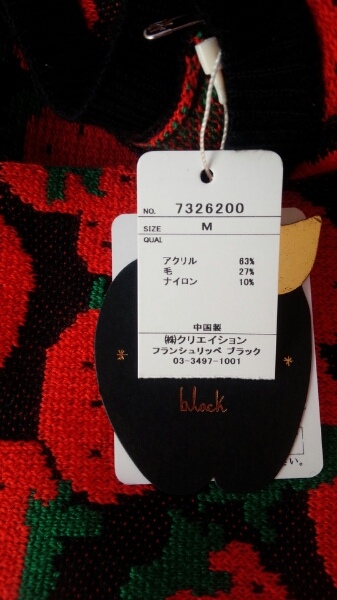 NO. 7326200
SIZE M
QUAL
アクリル 63%
毛 27%
ナイロン 10%
中国製
㈱クリエイション
フランシュリッペ ブラック
03-3497-1001
black
さい。